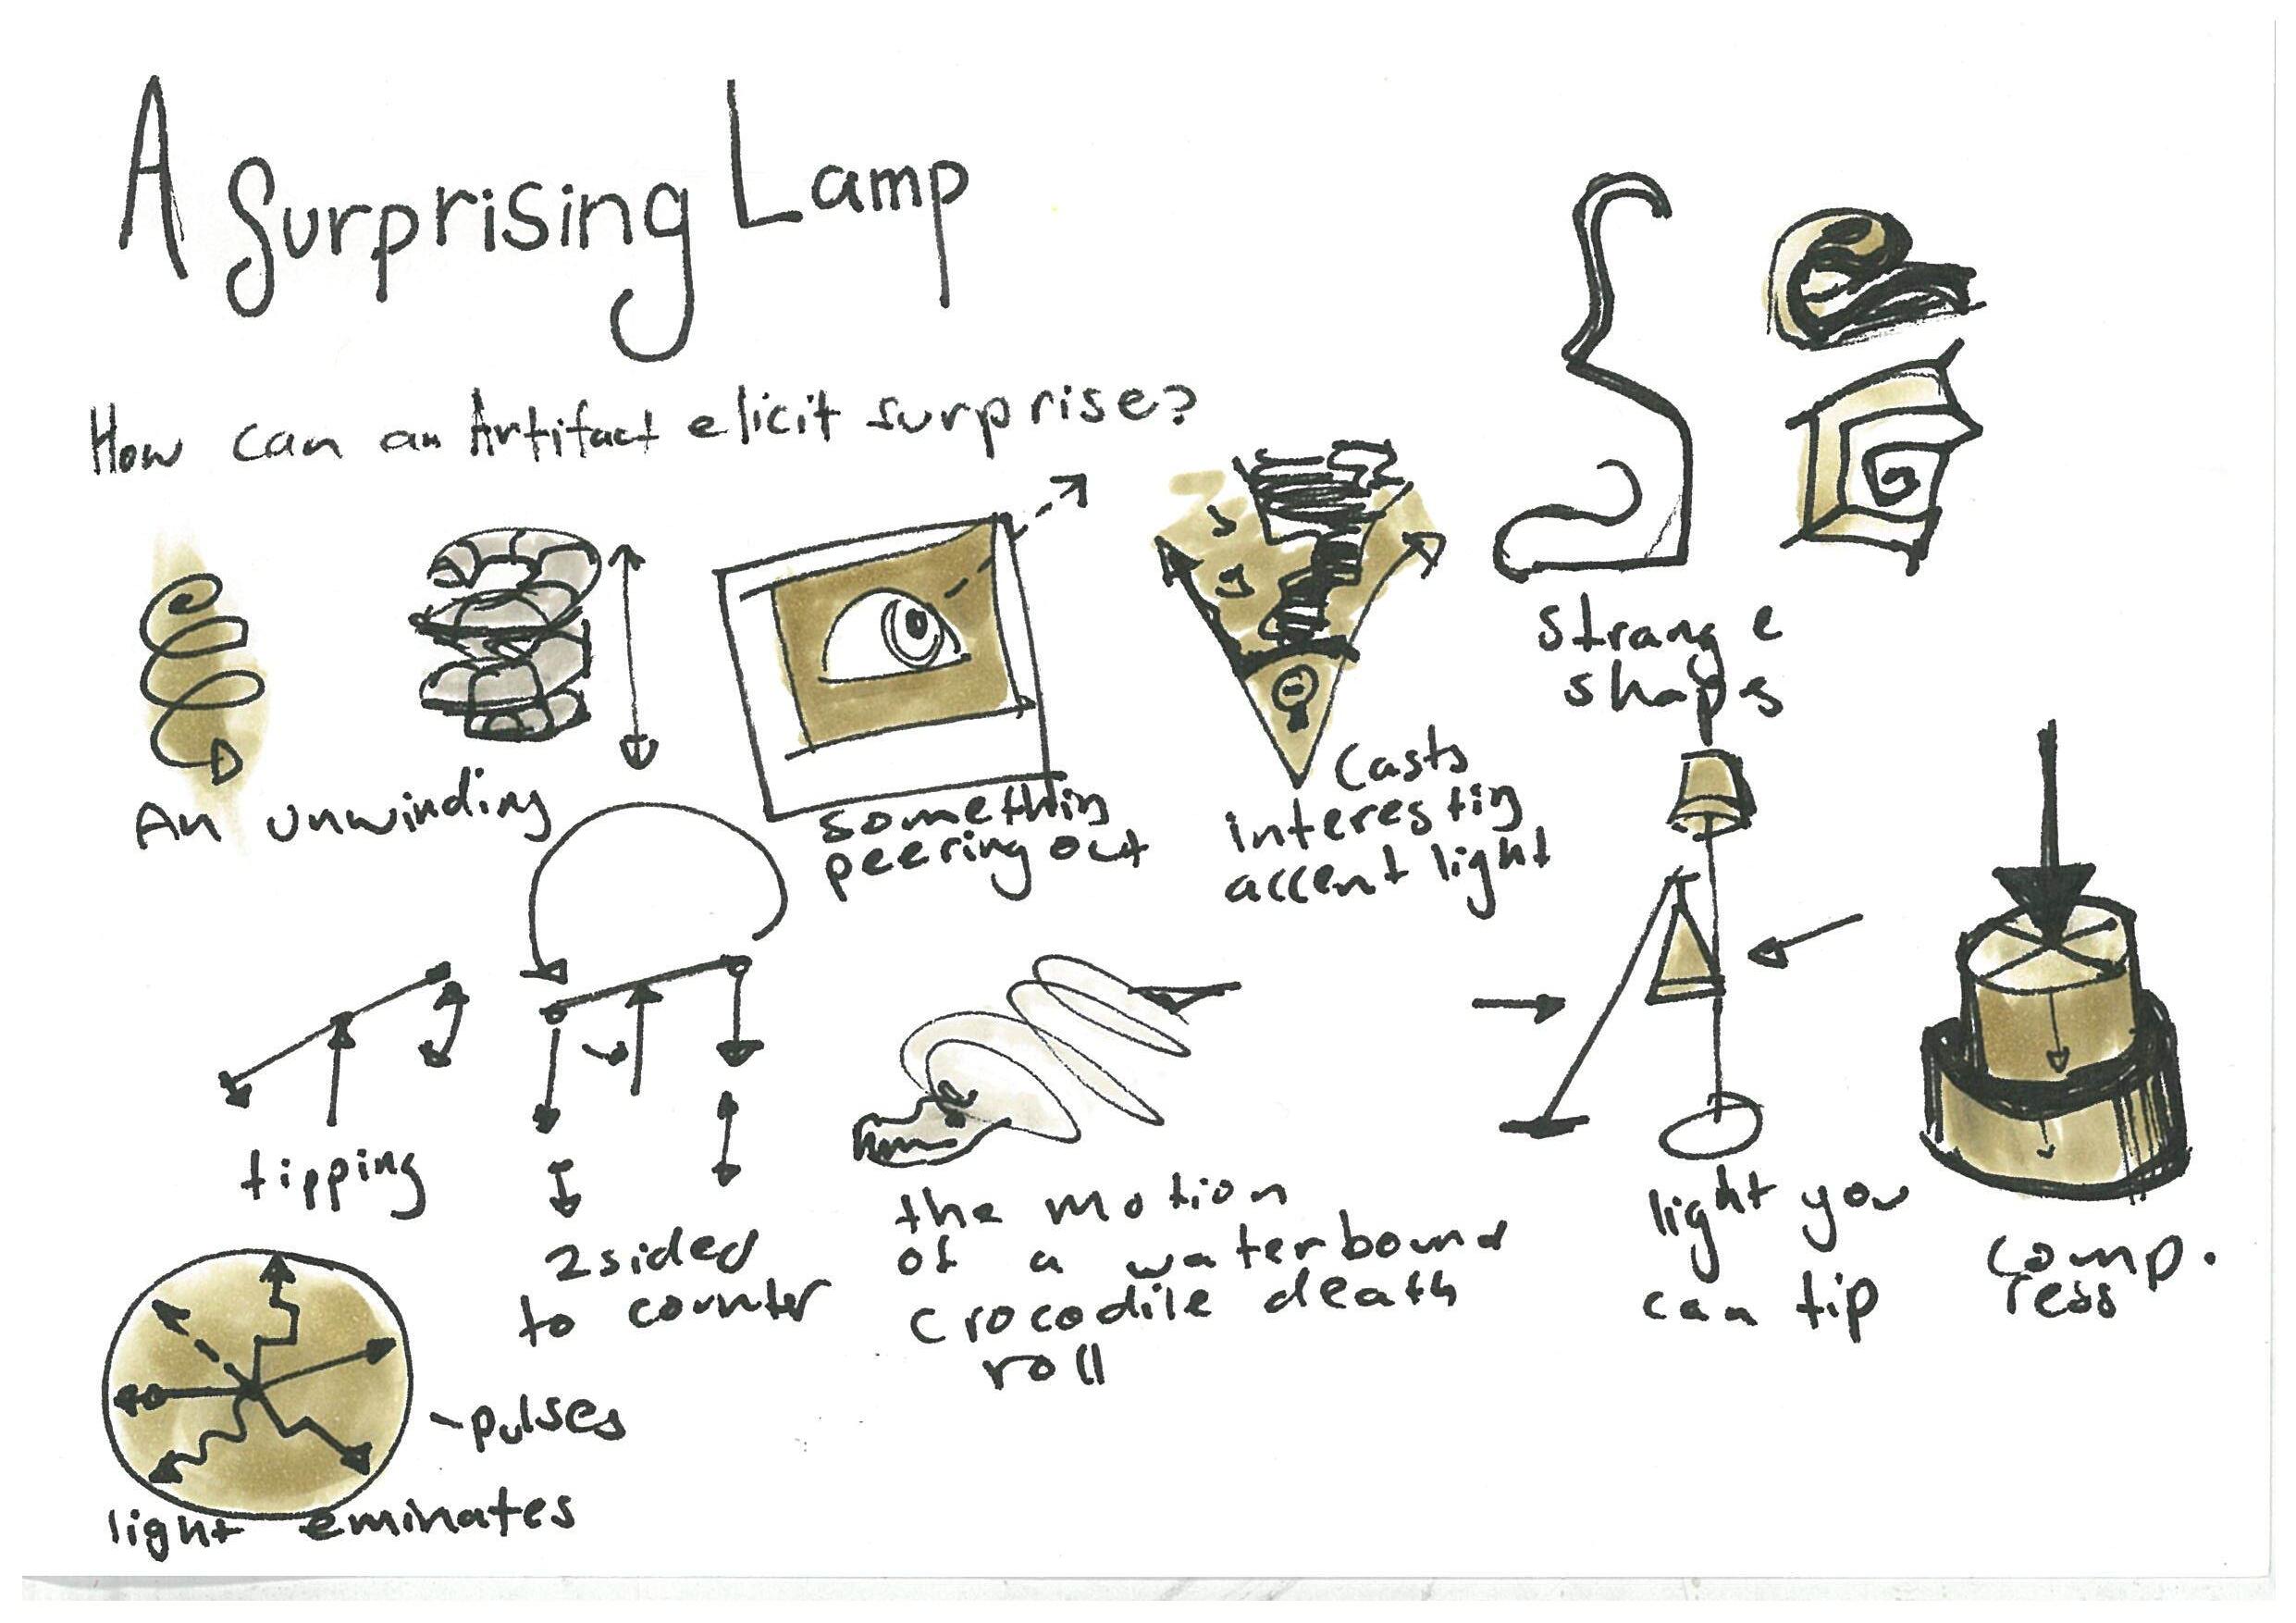 A Surprising Lamp
How can an Artifact elicit surprise?
An unwinding
somethin
peering out
Casts
interestin
accent light
strange
shaps
tipping
2sided
to counter
the motion
of a waterbound
crocodile death
roll
light you
can tip
comp.
ress
-pulses
light eminates